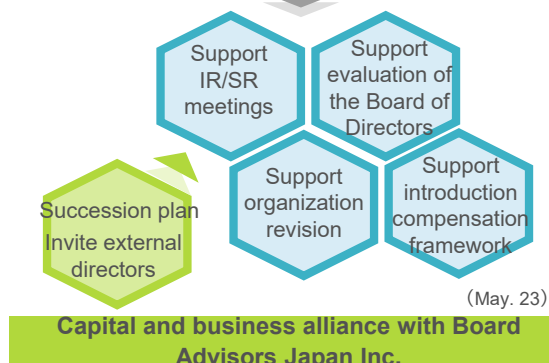 Support
IR/SR
meetings
Support
evaluation of
the Board of
Directors
Support
organization
revision
Support
introduction
compensation
framework
Succession plan
Invite external
directors
(May. 23)
Capital and business alliance with Board
Advisors Japan Inc.